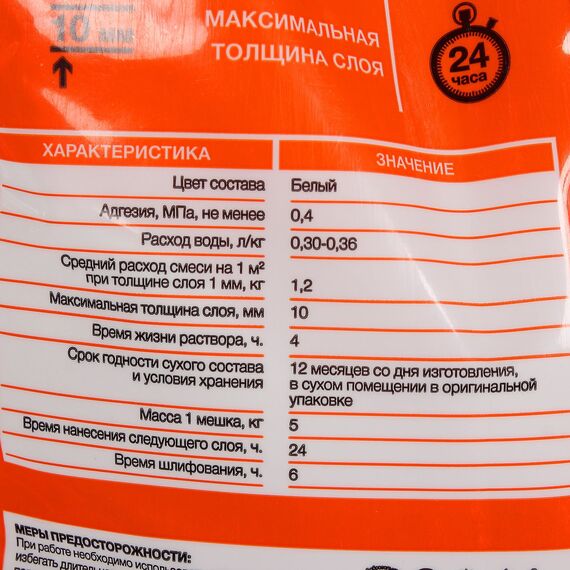 10 мм
МАКСИМАЛЬНАЯ
ТОЛЩИНА СЛОЯ
24
часа
ХАРАКТЕРИСТИКА ЗНАЧЕНИЕ
Цвет состава Белый
Адгезия, МПа, не менее 0,4
Расход воды, л/кг 0,30-0,36
Средний расход смеси на 1 м²
при толщине слоя 1 мм, кг 1,2
Максимальная толщина слоя, мм 10
Время жизни раствора, ч. 4
Срок годности сухого состава 12 месяцев со дня изготовления,
и условия хранения в сухом помещении в оригинальной
упаковке
Масса 1 мешка, кг 5
Время нанесения следующего слоя, ч. 24
Время шлифования, ч. 6
МЕРЫ ПРЕДОСТОРОЖНОСТИ:
При работе необходимо
избегать